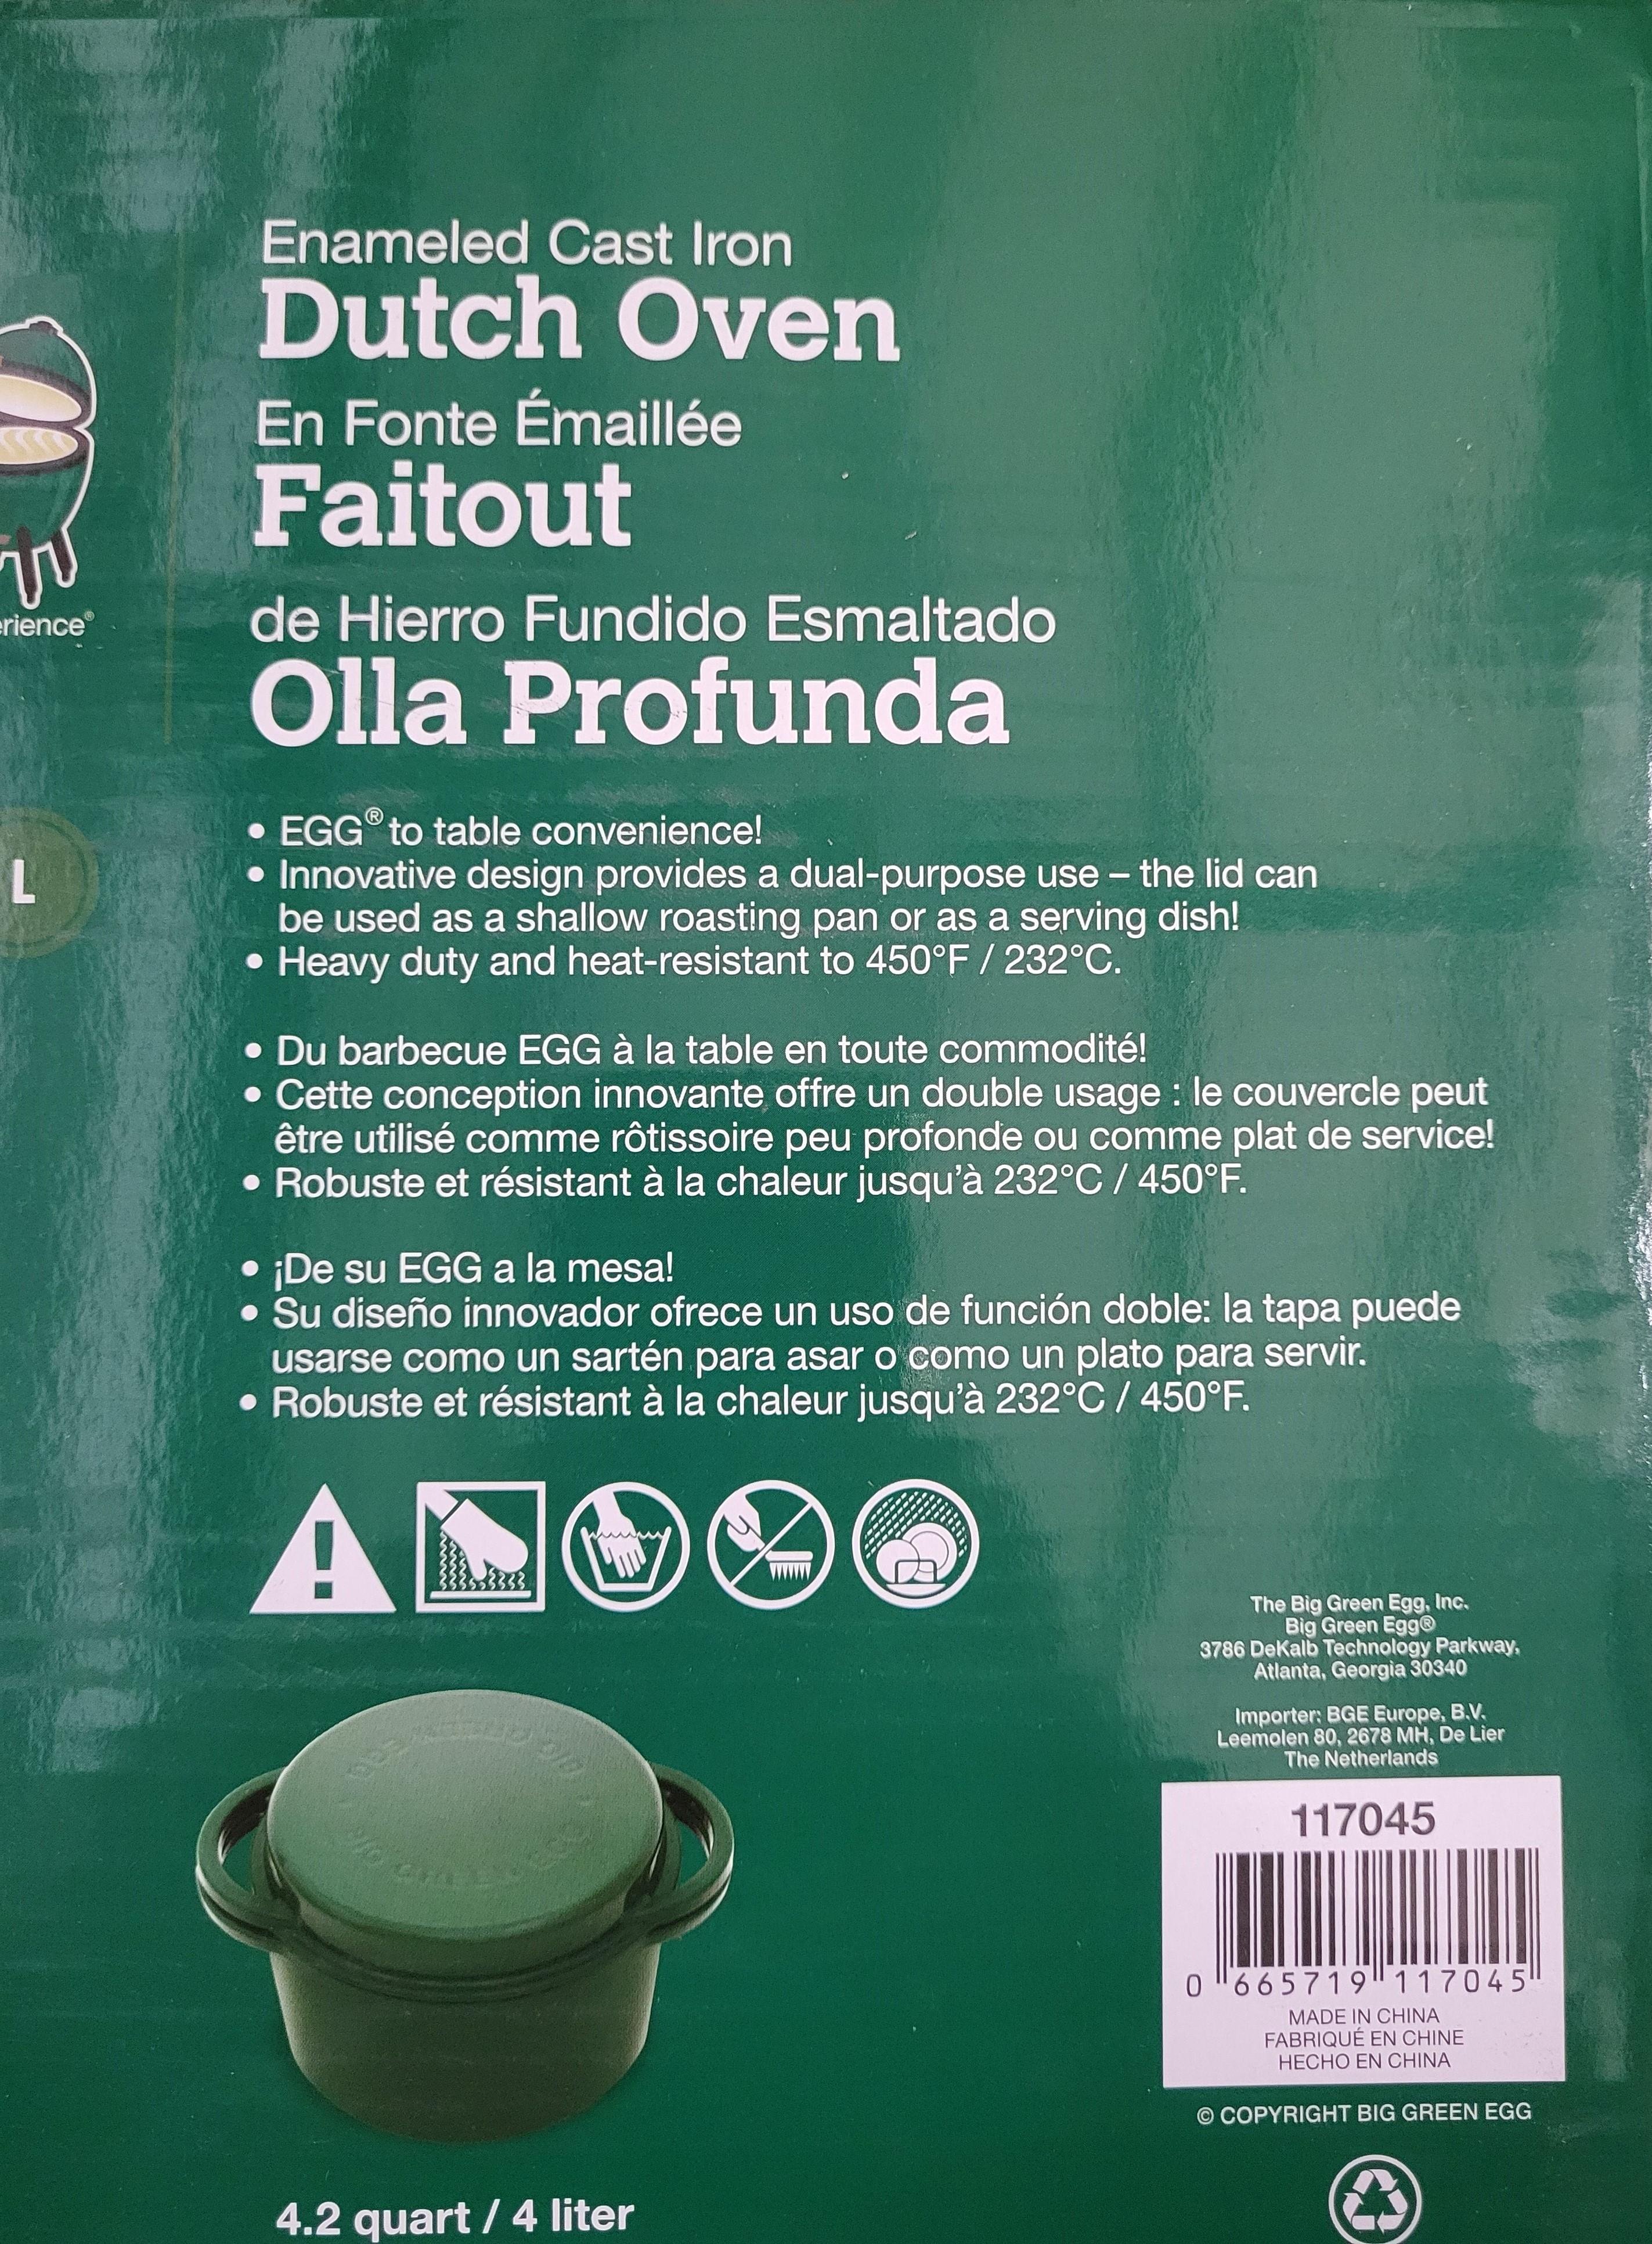 Enameled Cast Iron
Dutch Oven
En Fonte Émaillée
Faitout
de Hierro Fundido Esmaltado
Olla Profunda
rience®
L
• EGG® to table convenience!
• Innovative design provides a dual-purpose use – the lid can
be used as a shallow roasting pan or as a serving dish!
• Heavy duty and heat-resistant to 450°F / 232°C.
• Du barbecue EGG à la table en toute commodité!
• Cette conception innovante offre un double usage : le couvercle peut
être utilisé comme rôtissoire peu profonde ou comme plat de service!
• Robuste et résistant à la chaleur jusqu'à 232°C / 450°F.
• ¡De su EGG a la mesa!
• Su diseño innovador ofrece un uso de función doble: la tapa puede
usarse como un sartén para asar o como un plato para servir.
• Robuste et résistant à la chaleur jusqu'à 232°C / 450°F.
The Big Green Egg, Inc.
Big Green Egg®
3786 DeKalb Technology Parkway,
Atlanta, Georgia 30340
Importer: BGE Europe, B.V.
Leemolen 80, 2678 MH, De Lier
The Netherlands
BIG GREEN EGG
BIG GREEN EGG
117045
0 665719 117045
MADE IN CHINA
FABRIQUÉ EN CHINE
HECHO EN CHINA
© COPYRIGHT BIG GREEN EGG
4.2 quart / 4 liter